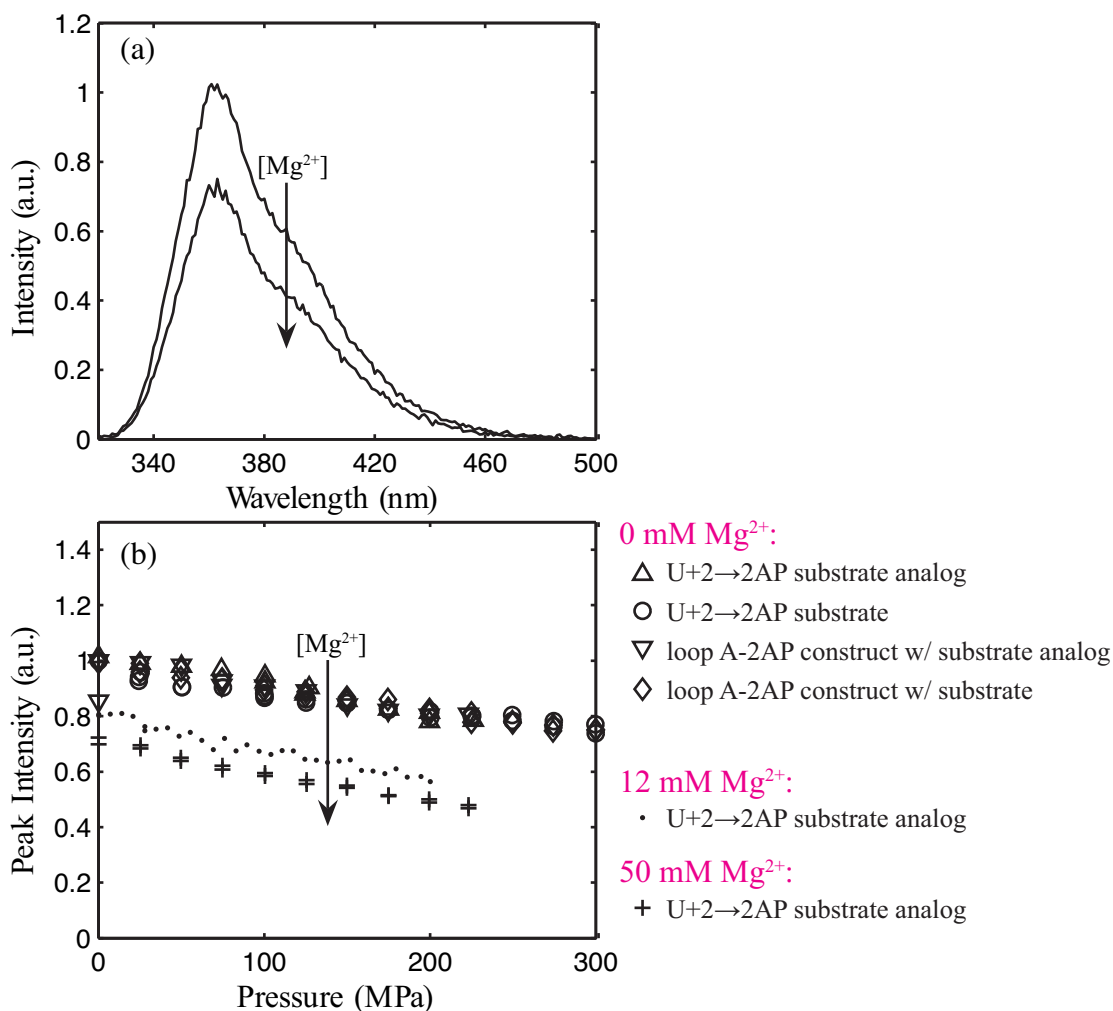 1.2
(a)
1
0.8
[Mg²⁺]
0.6
0.4
0.2
0
Intensity (a.u.)
340 380 420 460 500
Wavelength (nm)
1.4
(b)
1.2
[Mg²⁺]
1
0.8
0.6
0.4
0.2
0
Peak Intensity (a.u.)
0 100 200 300
Pressure (MPa)
0 mM Mg²⁺:
U+2→2AP substrate analog
U+2→2AP substrate
loop A-2AP construct w/ substrate analog
loop A-2AP construct w/ substrate
12 mM Mg²⁺:
U+2→2AP substrate analog
50 mM Mg²⁺:
U+2→2AP substrate analog